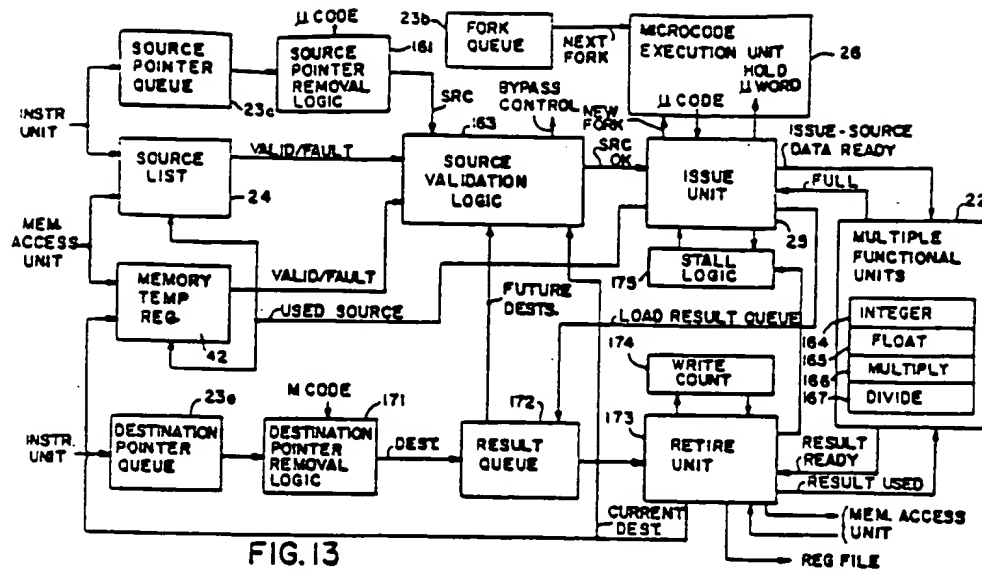 μ CODE
161
23b
FORK
QUEUE
NEXT
FORK
MICROCODE
EXECUTION UNIT
HOLD
μ CODE
μ WORD
26
SOURCE
POINTER
QUEUE
23c
SOURCE
POINTER
REMOVAL
LOGIC
SRC
BYPASS
CONTROL
NEW
FORK
INSTR.
UNIT
SOURCE
LIST
24
VALID/FAULT
163
SOURCE
VALIDATION
LOGIC
SRC
OK
ISSUE
UNIT
25
ISSUE-SOURCE
DATA READY
FULL
22
MEM.
ACCESS
UNIT
MEMORY
TEMP
REG.
42
VALID/FAULT
USED SOURCE
FUTURE
DESTS.
175
STALL
LOGIC
LOAD RESULT QUEUE
MULTIPLE
FUNCTIONAL
UNITS
164
INTEGER
165
FLOAT
166
MULTIPLY
167
DIVIDE
174
WRITE
COUNT
INSTR.
UNIT
23e
DESTINATION
POINTER
QUEUE
M CODE
171
DESTINATION
POINTER
REMOVAL
LOGIC
DEST.
172
RESULT
QUEUE
173
RETIRE
UNIT
RESULT
READY
RESULT USED
CURRENT
DEST.
MEM. ACCESS
UNIT
REG FILE
FIG.13